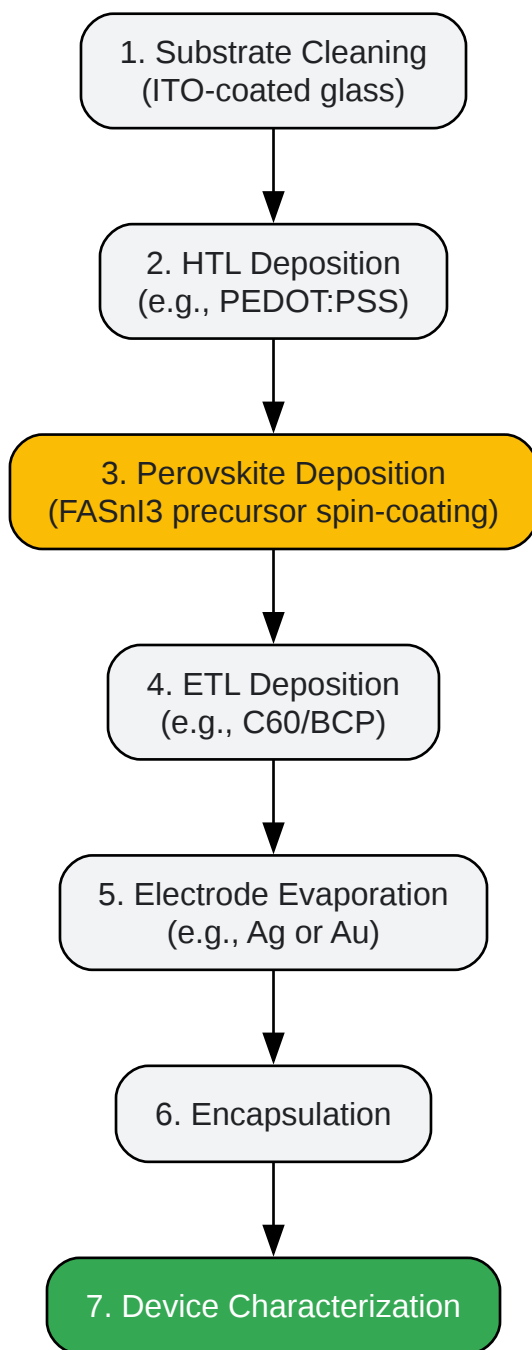 1. Substrate Cleaning
(ITO-coated glass)
2. HTL Deposition
(e.g., PEDOT:PSS)
3. Perovskite Deposition
(FASnI3 precursor spin-coating)
4. ETL Deposition
(e.g., C60/BCP)
5. Electrode Evaporation
(e.g., Ag or Au)
6. Encapsulation
7. Device Characterization